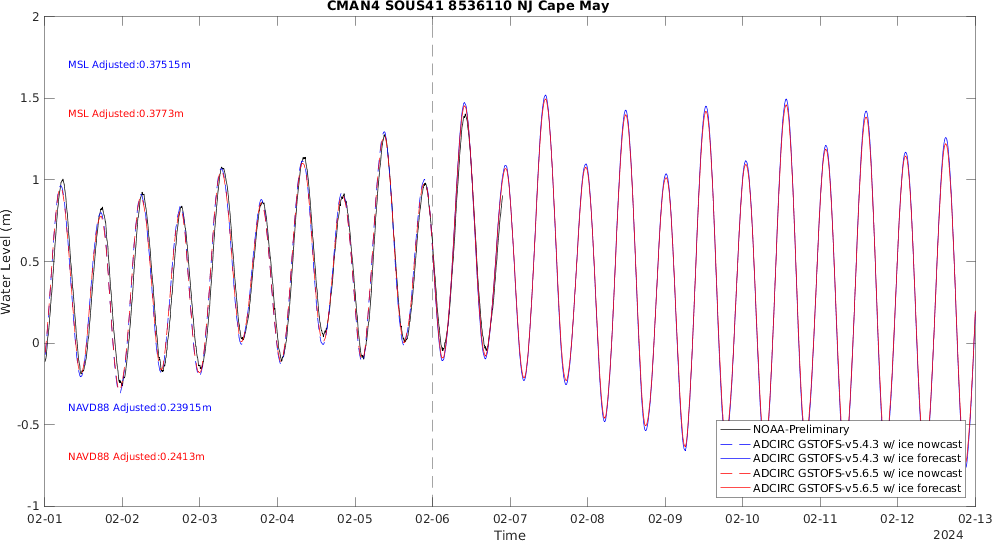 CMAN4 SOUS41 8536110 NJ Cape May
2
1.5
1
0.5
0
-0.5
-1
Water Level (m)
MSL Adjusted:0.37515m
MSL Adjusted:0.3773m
NAVD88 Adjusted:0.23915m
NAVD88 Adjusted:0.2413m
NOAA-Preliminary
ADCIRC GSTOFS-v5.4.3 w/ ice nowcast
ADCIRC GSTOFS-v5.4.3 w/ ice forecast
ADCIRC GSTOFS-v5.6.5 w/ ice nowcast
ADCIRC GSTOFS-v5.6.5 w/ ice forecast
02-01 02-02 02-03 02-04 02-05 02-06 02-07 02-08 02-09 02-10 02-11 02-12 02-13
Time
2024